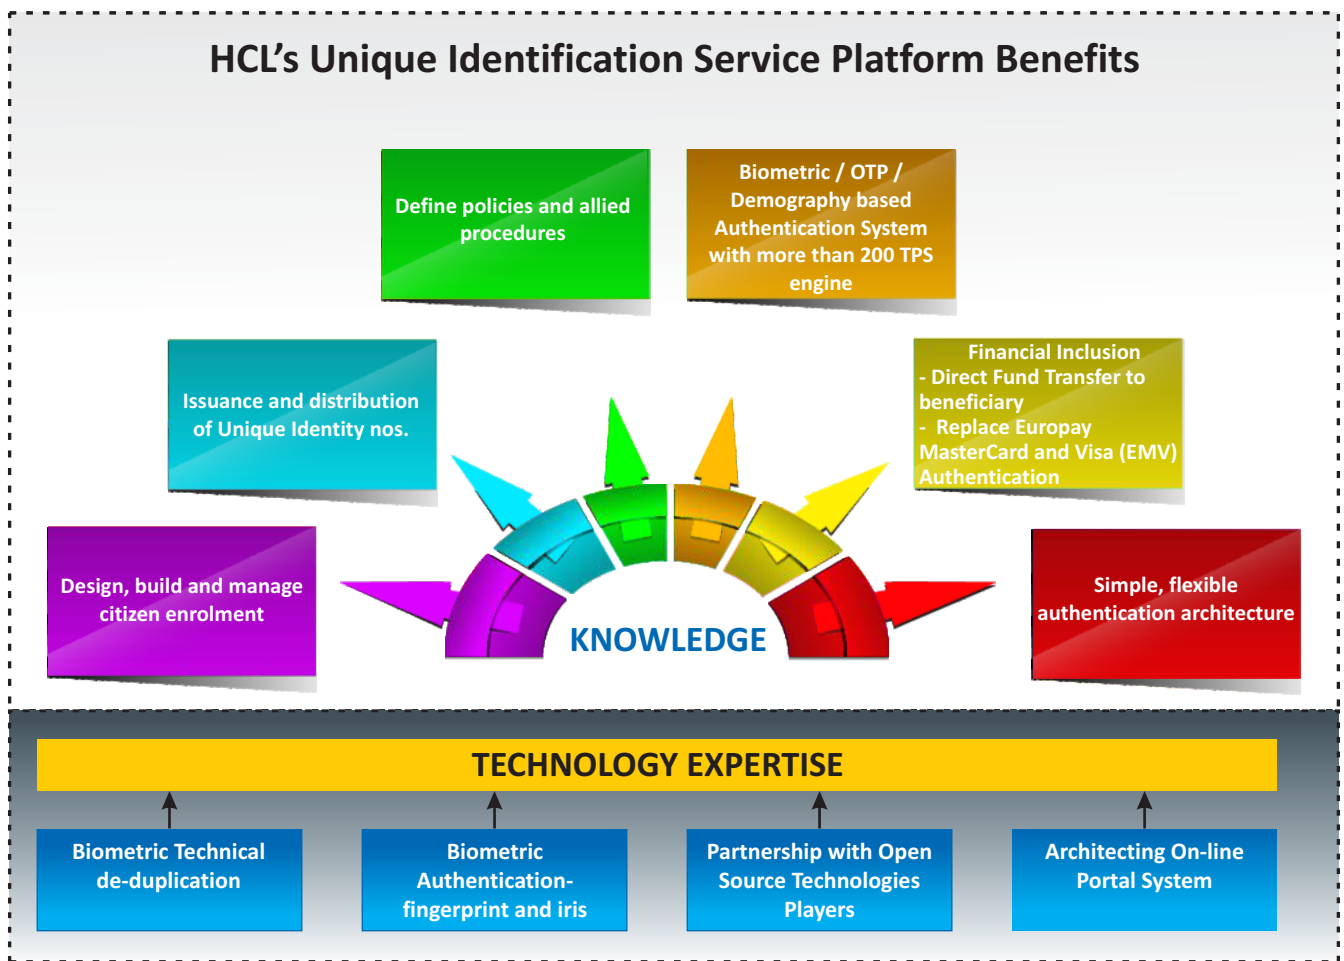 HCL’s Unique Identification Service Platform Benefits
Define policies and allied
procedures
Biometric / OTP /
Demography based
Authentication System
with more than 200 TPS
engine
Issuance and distribution
of Unique Identity nos.
Financial Inclusion
- Direct Fund Transfer to
beneficiary
- Replace Europay
MasterCard and Visa (EMV)
Authentication
Design, build and manage
citizen enrolment
Simple, flexible
authentication architecture
KNOWLEDGE
TECHNOLOGY EXPERTISE
Biometric Technical
de-duplication
Biometric
Authentication-
fingerprint and iris
Partnership with Open
Source Technologies
Players
Architecting On-line
Portal System